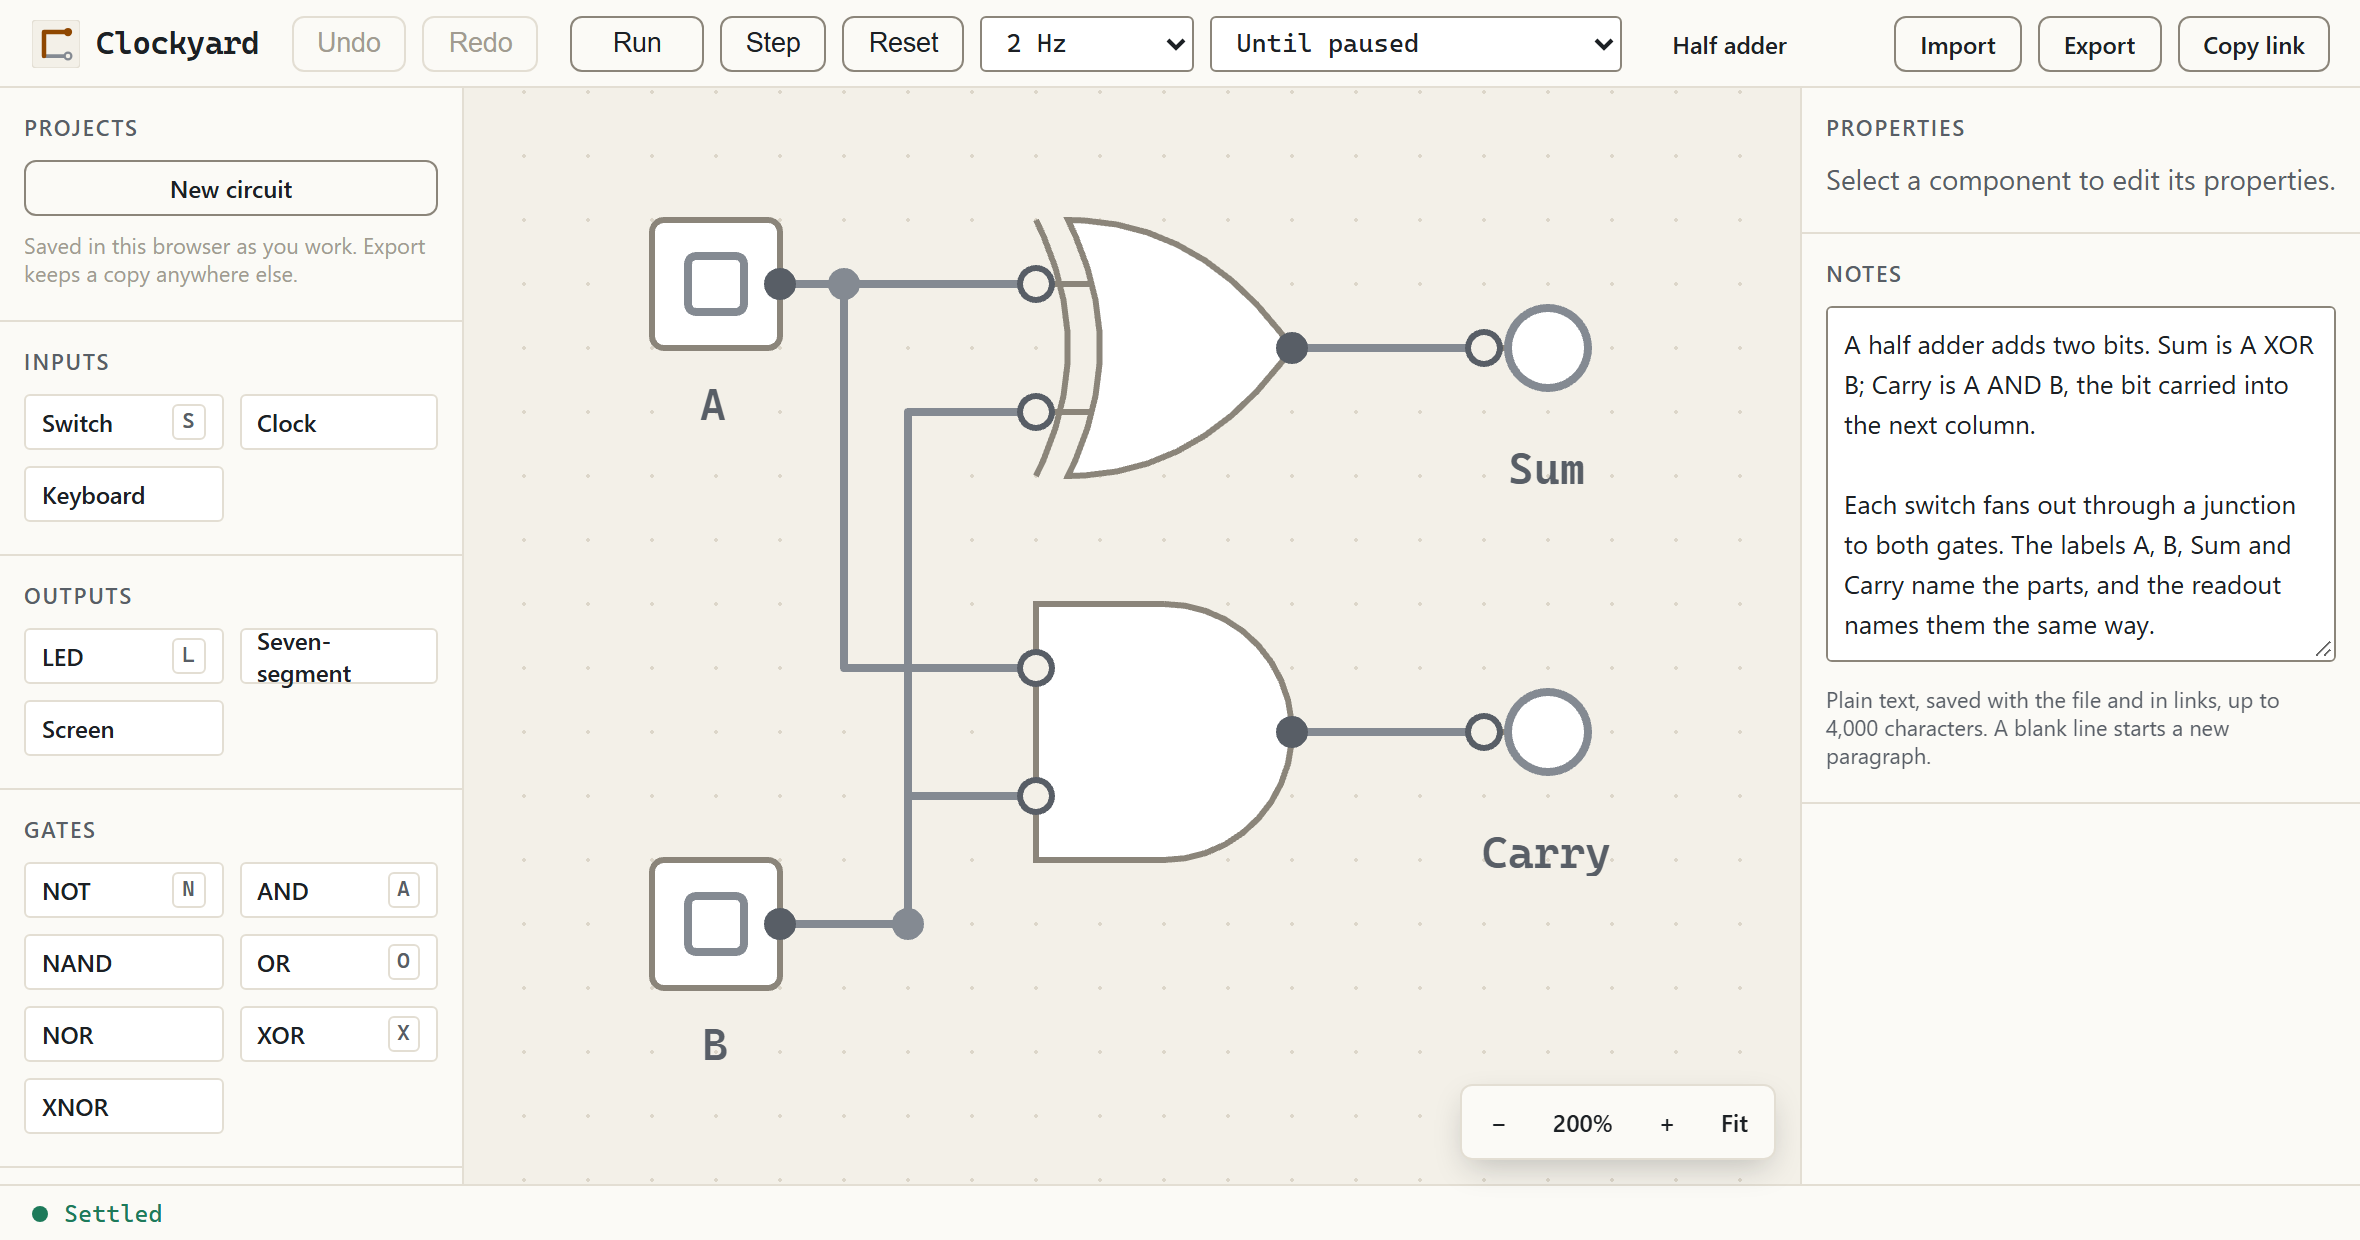 Clockyard
Undo
Redo
Run
Step
Reset
2 Hz
Until paused
Half adder
Import
Export
Copy link
PROJECTS
New circuit
Saved in this browser as you work. Export
keeps a copy anywhere else.
INPUTS
Switch S
Clock
Keyboard
OUTPUTS
LED L
Seven-
segment
Screen
GATES
NOT N
AND A
NAND
OR O
NOR
XOR X
XNOR
A
B
Sum
Carry
− 200% + Fit
PROPERTIES
Select a component to edit its properties.
NOTES
A half adder adds two bits. Sum is A XOR
B; Carry is A AND B, the bit carried into
the next column.
Each switch fans out through a junction
to both gates. The labels A, B, Sum and
Carry name the parts, and the readout
names them the same way.
Plain text, saved with the file and in links, up to
4,000 characters. A blank line starts a new
paragraph.
Settled